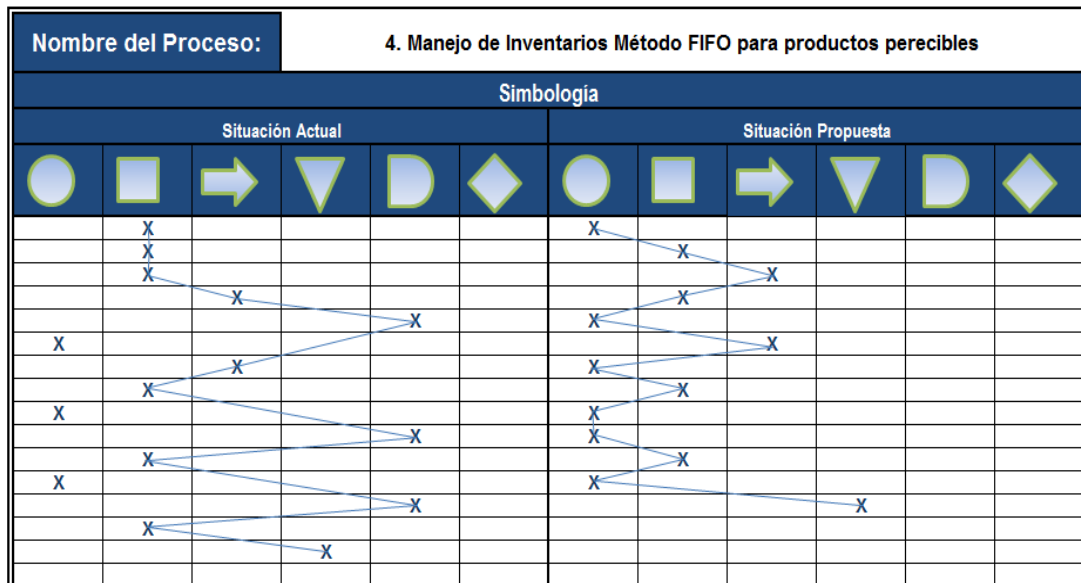 Nombre del Proceso: 4. Manejo de Inventarios Método FIFO para productos perecibles
Simbología
Situación Actual Situación Propuesta
X X
X X
X X
X X
X X
X X
X X
X X
X X
X X
X X
X X
X X
X
X